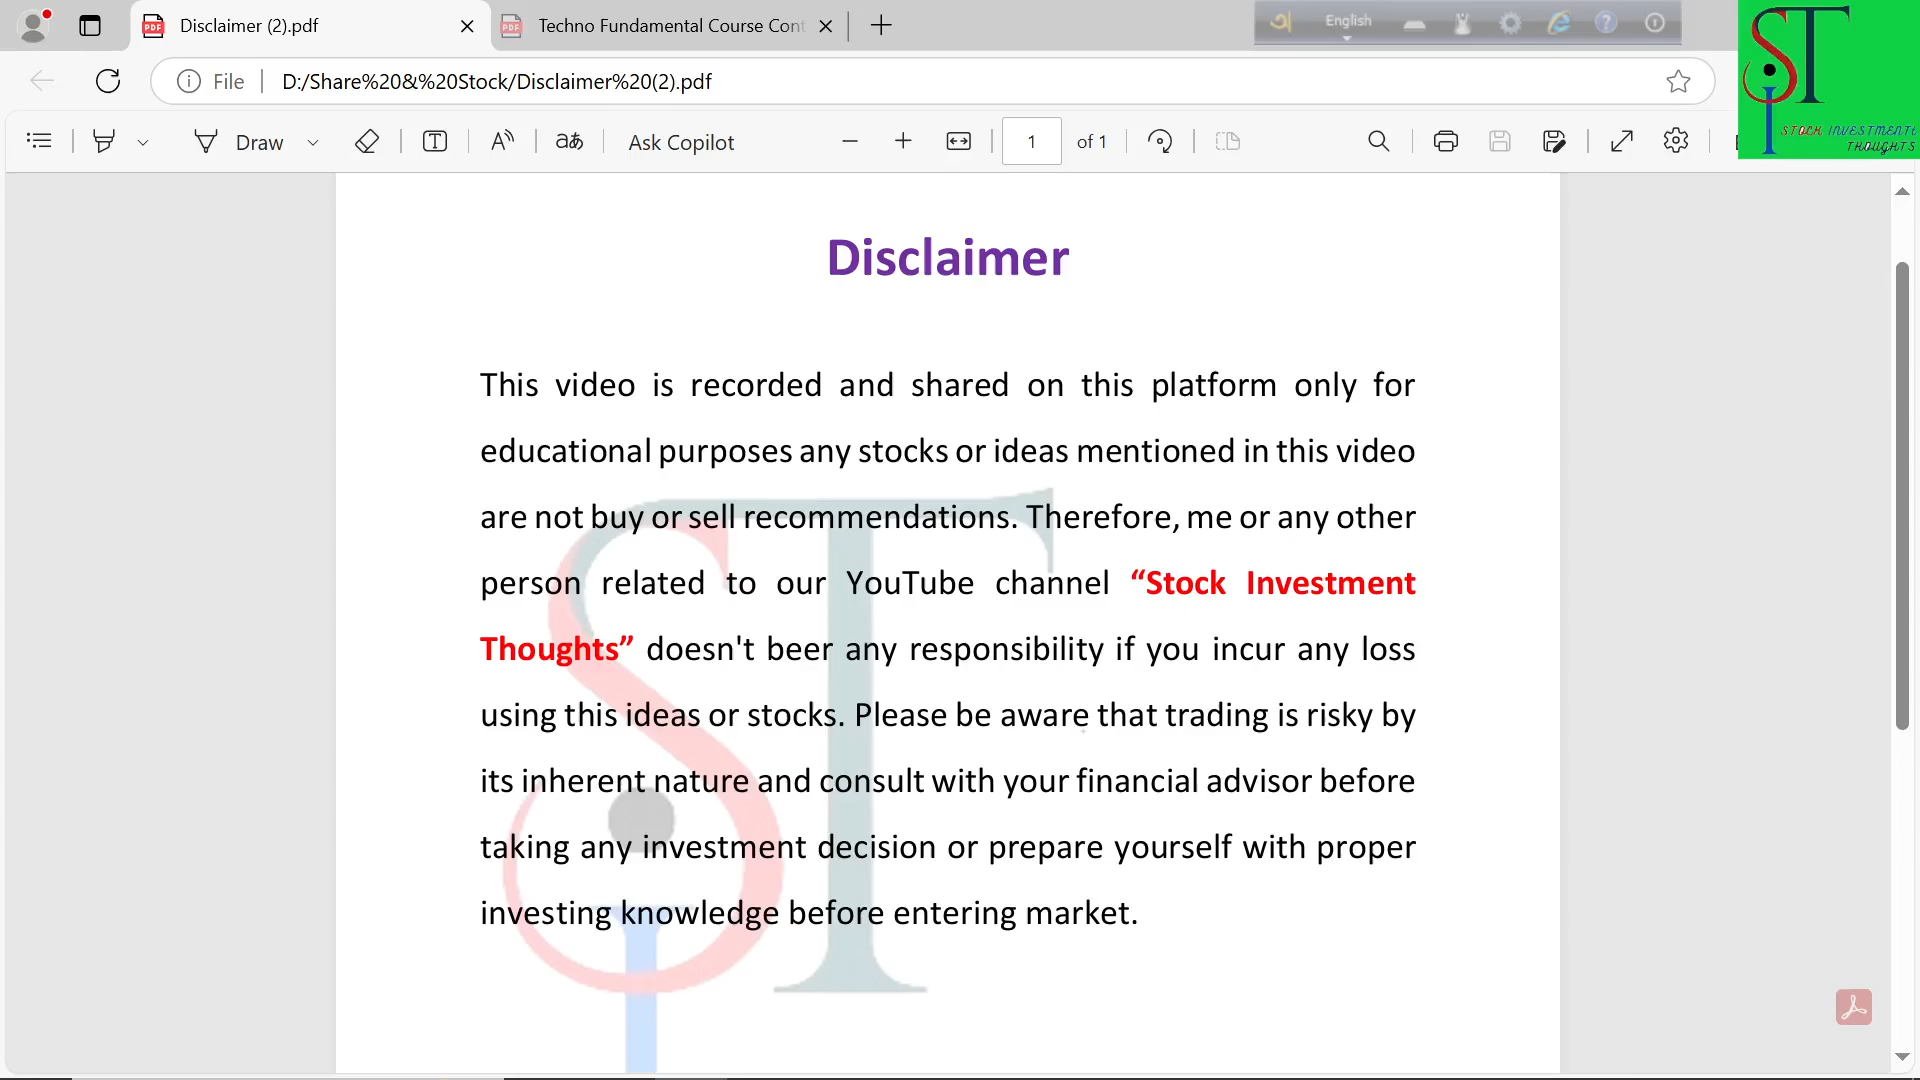 Disclaimer (2).pdf
Techno Fundamental Course Cont
English
File
D:/Share%20&%20Stock/Disclaimer%20(2).pdf
Draw
Ask Copilot
1 of 1
STOCK INVESTMENT
THOUGHTS
Disclaimer
This video is recorded and shared on this platform only for
educational purposes any stocks or ideas mentioned in this video
are not buy or sell recommendations. Therefore, me or any other
person related to our YouTube channel “Stock Investment
Thoughts” doesn't beer any responsibility if you incur any loss
using this ideas or stocks. Please be aware that trading is risky by
its inherent nature and consult with your financial advisor before
taking any investment decision or prepare yourself with proper
investing knowledge before entering market.